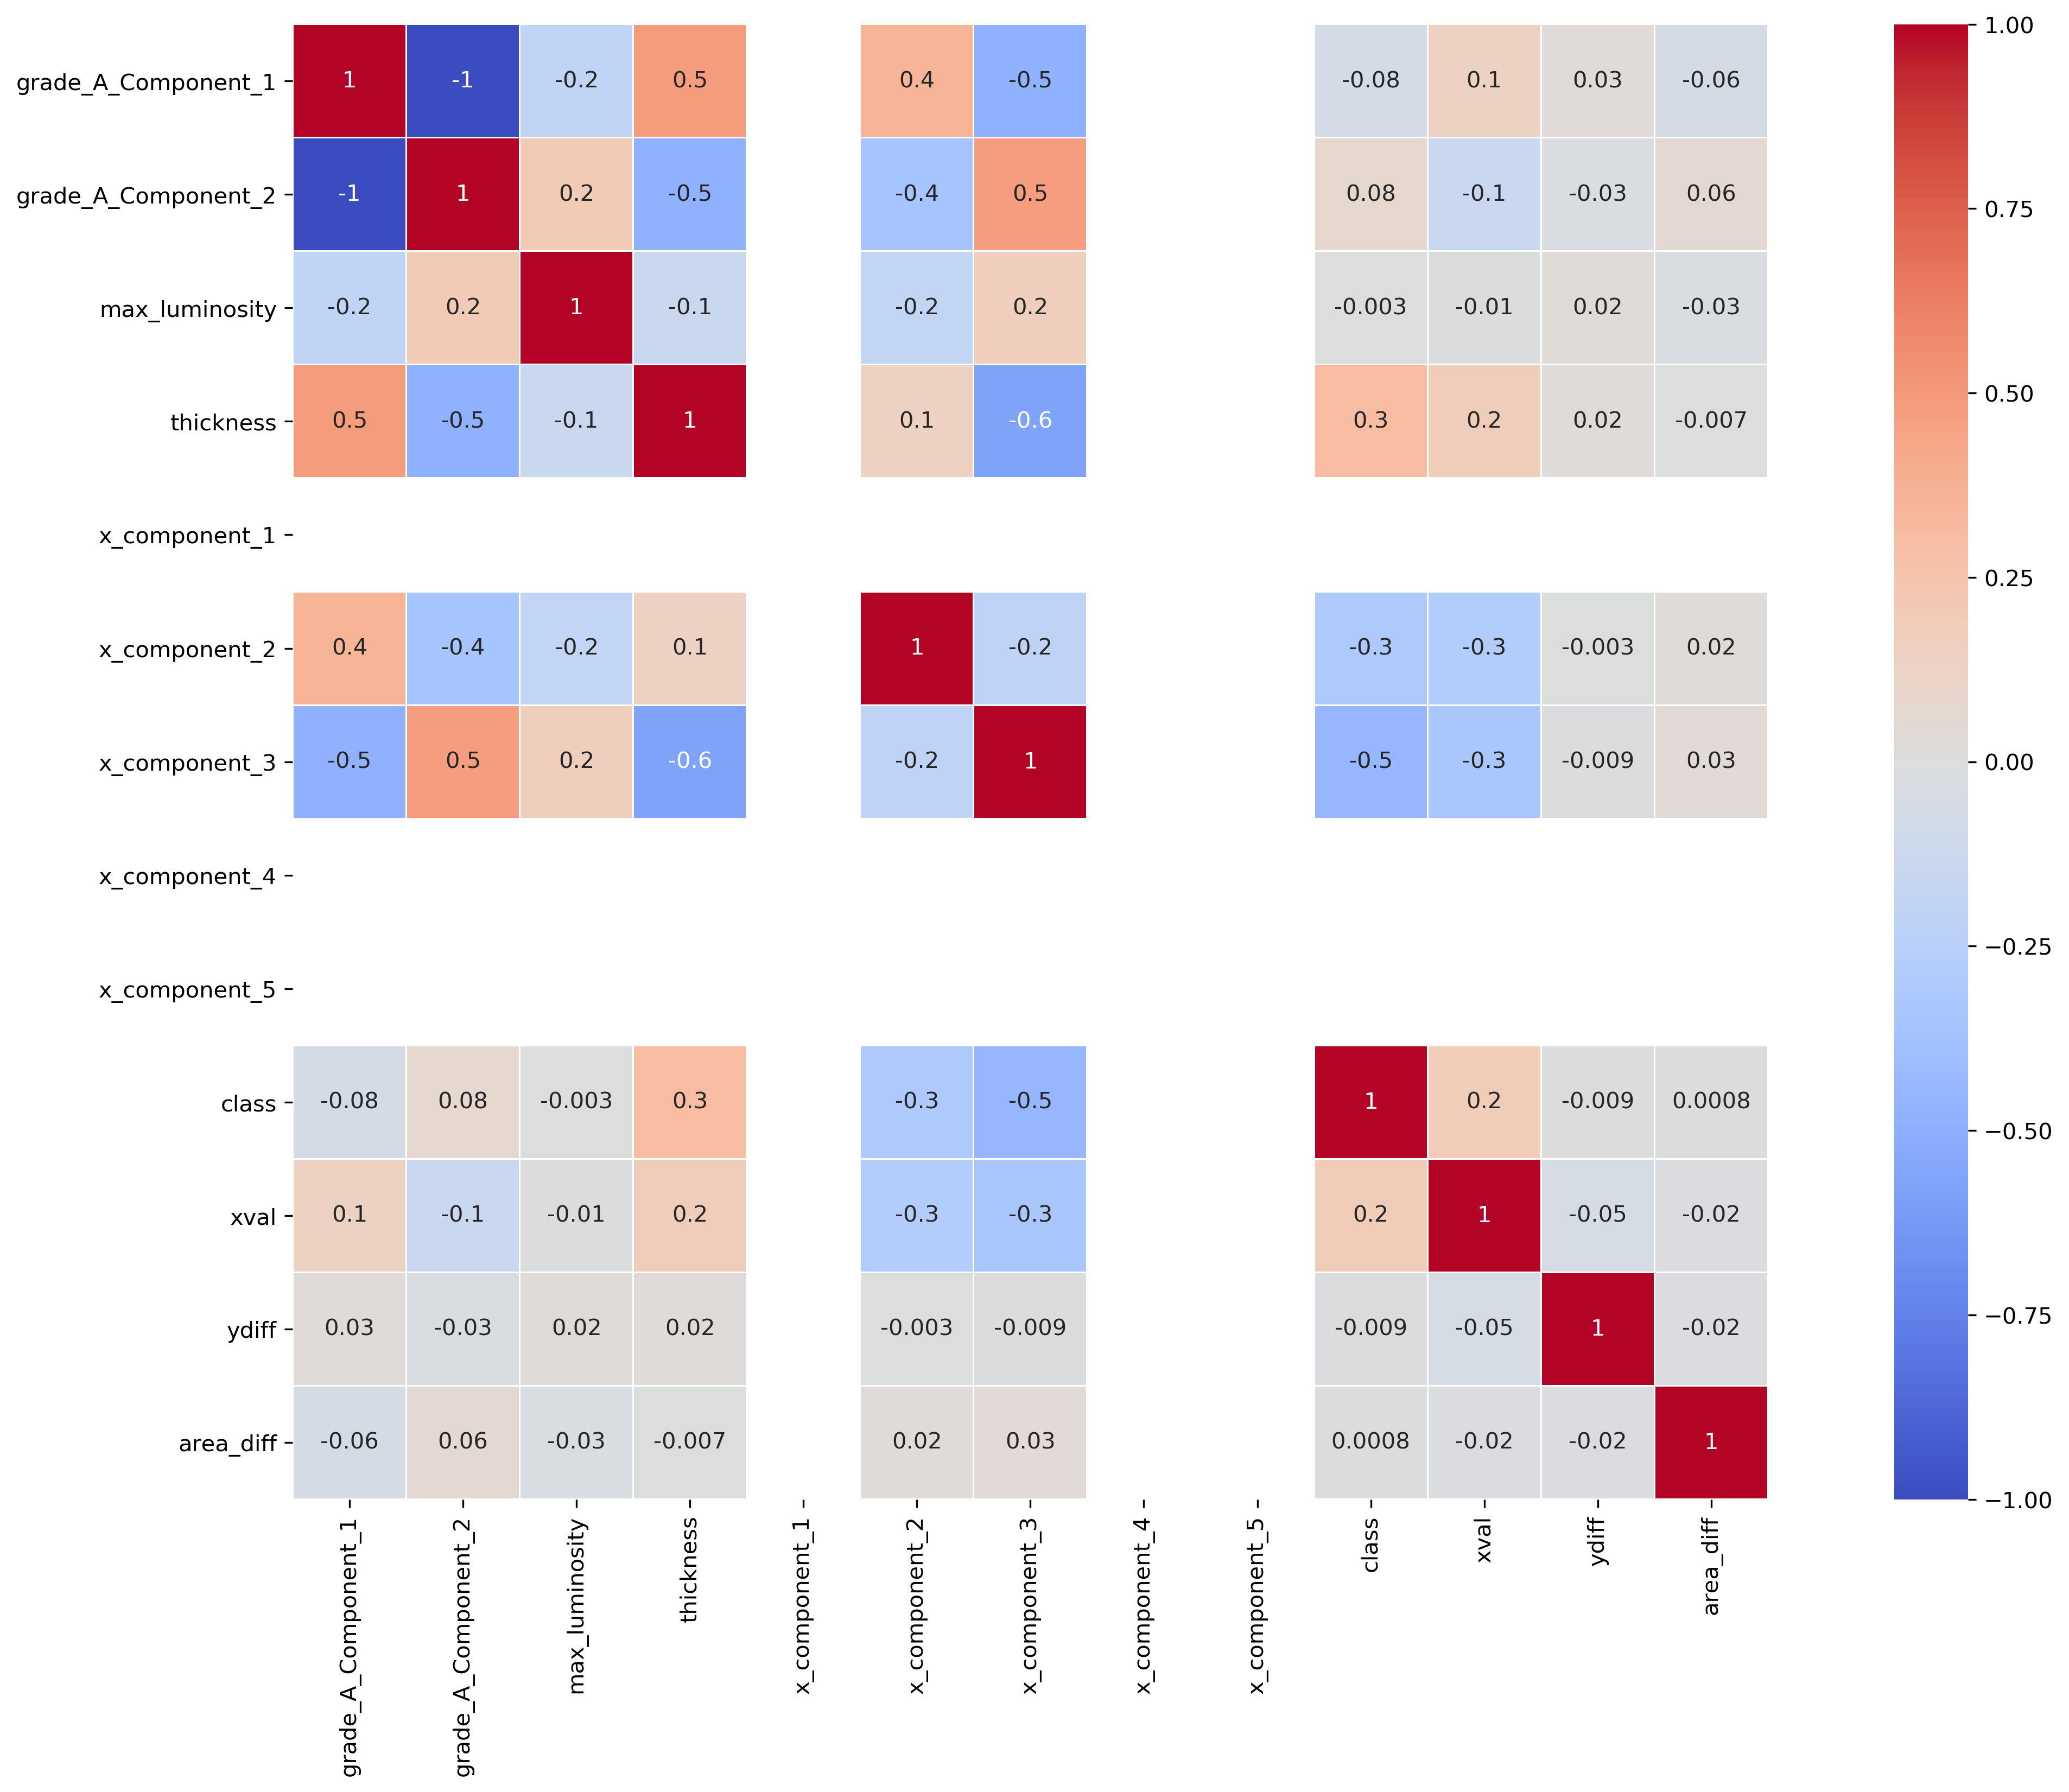 grade_A_Component_1 1 -1 -0.2 0.5 0.4 -0.5 -0.08 0.1 0.03 -0.06
grade_A_Component_2 -1 1 0.2 -0.5 -0.4 0.5 0.08 -0.1 -0.03 0.06
max_luminosity -0.2 0.2 1 -0.1 -0.2 0.2 -0.003 -0.01 0.02 -0.03
thickness 0.5 -0.5 -0.1 1 0.1 -0.6 0.3 0.2 0.02 -0.007
x_component_1
x_component_2 0.4 -0.4 -0.2 0.1 1 -0.2 -0.3 -0.3 -0.003 0.02
x_component_3 -0.5 0.5 0.2 -0.6 -0.2 1 -0.5 -0.3 -0.009 0.03
x_component_4
x_component_5
class -0.08 0.08 -0.003 0.3 -0.3 -0.5 1 0.2 -0.009 0.0008
xval 0.1 -0.1 -0.01 0.2 -0.3 -0.3 0.2 1 -0.05 -0.02
ydiff 0.03 -0.03 0.02 0.02 -0.003 -0.009 -0.009 -0.05 1 -0.02
area_diff -0.06 0.06 -0.03 -0.007 0.02 0.03 0.0008 -0.02 -0.02 1
grade_A_Component_1
grade_A_Component_2
max_luminosity
thickness
x_component_1
x_component_2
x_component_3
x_component_4
x_component_5
class
xval
ydiff
area_diff
1.00
0.75
0.50
0.25
0.00
−0.25
−0.50
−0.75
−1.00